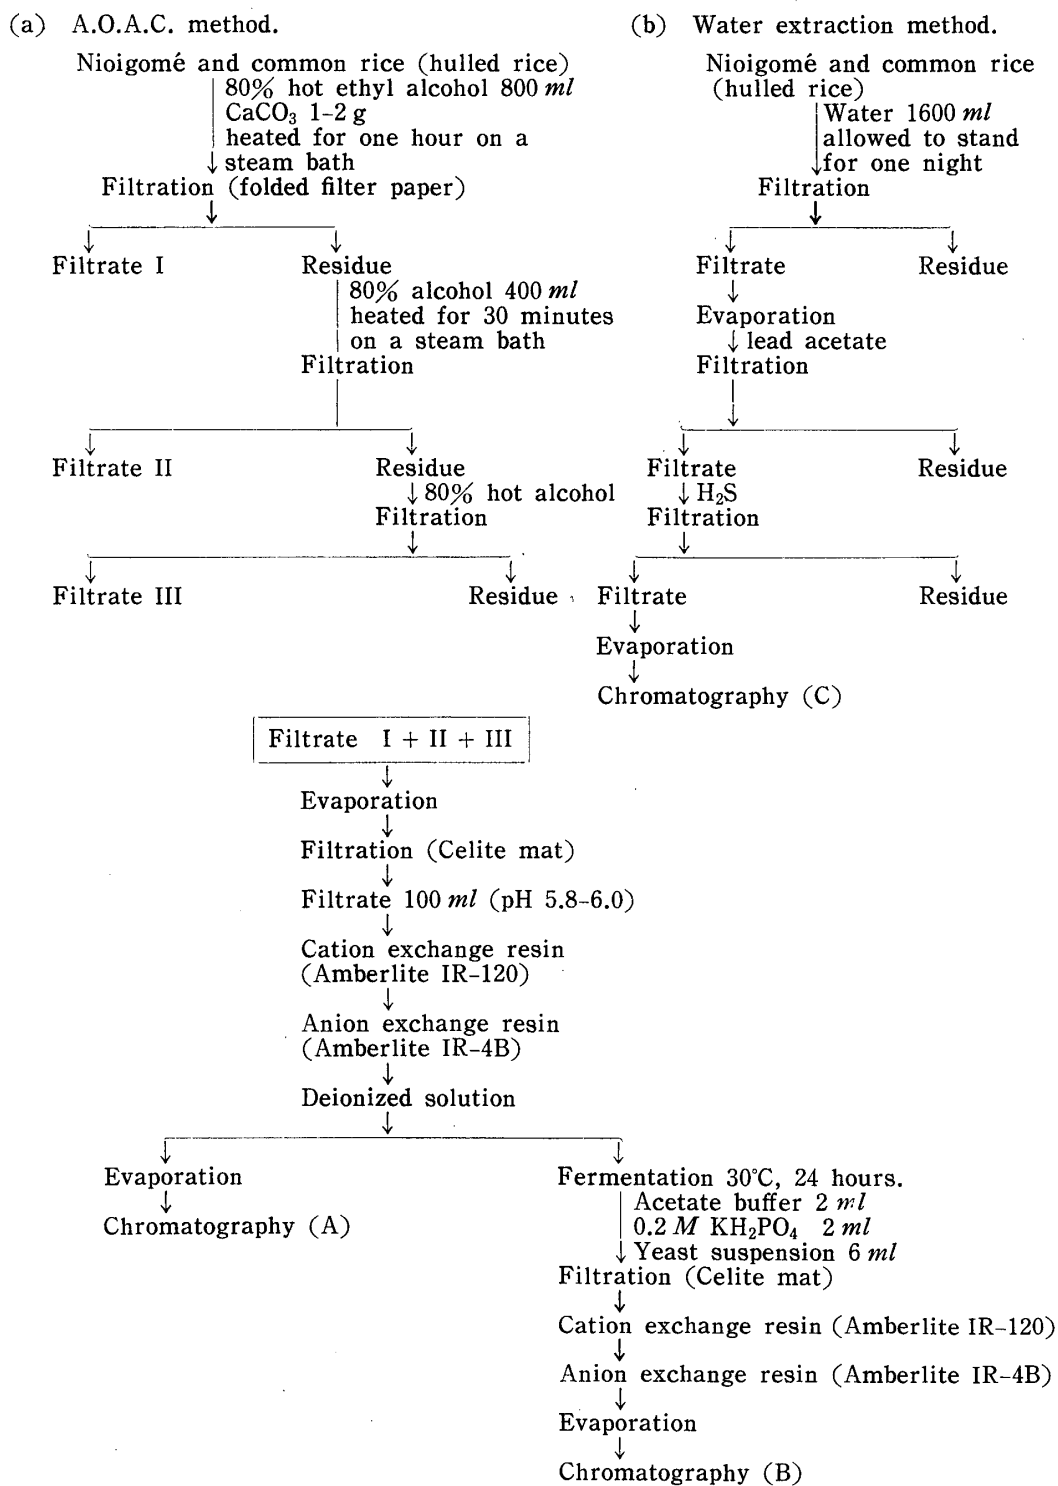 (a) A.O.A.C. method.
Nioigomé and common rice (hulled rice)
80% hot ethyl alcohol 800 ml
CaCO₃ 1–2 g
heated for one hour on a
steam bath
Filtration (folded filter paper)
Filtrate I
Residue
80% alcohol 400 ml
heated for 30 minutes
on a steam bath
Filtration
Filtrate II
Residue
80% hot alcohol
Filtration
Filtrate III
Residue
(b) Water extraction method.
Nioigomé and common rice
(hulled rice)
Water 1600 ml
allowed to stand
for one night
Filtration
Filtrate
Residue
Evaporation
lead acetate
Filtration
Filtrate
Residue
H₂S
Filtration
Filtrate
Residue
Evaporation
Chromatography (C)
Filtrate I + II + III
Evaporation
Filtration (Celite mat)
Filtrate 100 ml (pH 5.8–6.0)
Cation exchange resin
(Amberlite IR–120)
Anion exchange resin
(Amberlite IR–4B)
Deionized solution
Evaporation
Chromatography (A)
Fermentation 30°C, 24 hours.
Acetate buffer 2 ml
0.2 M KH₂PO₄ 2 ml
Yeast suspension 6 ml
Filtration (Celite mat)
Cation exchange resin (Amberlite IR–120)
Anion exchange resin (Amberlite IR–4B)
Evaporation
Chromatography (B)